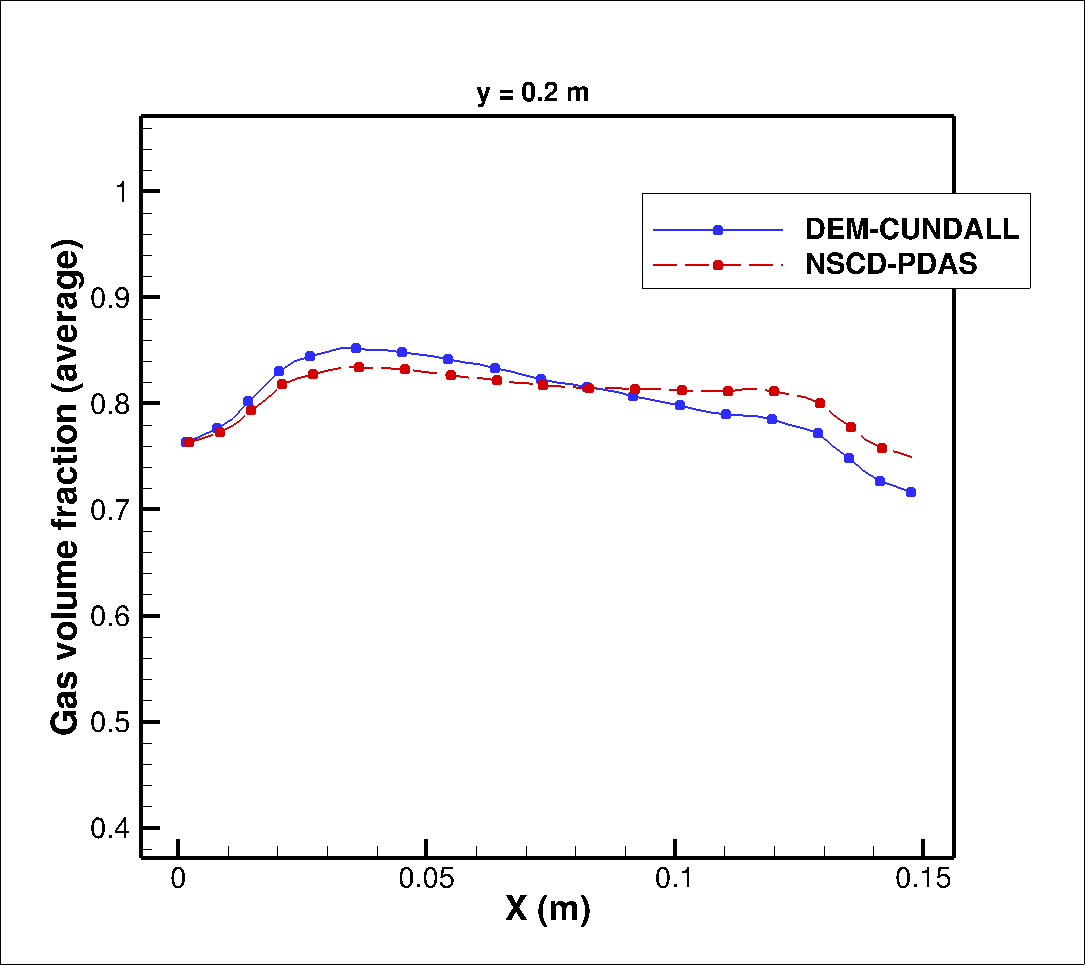 y = 0.2 m
DEM-CUNDALL
NSCD-PDAS
Gas volume fraction (average)
1
0.9
0.8
0.7
0.6
0.5
0.4
0 0.05 0.1 0.15
X (m)